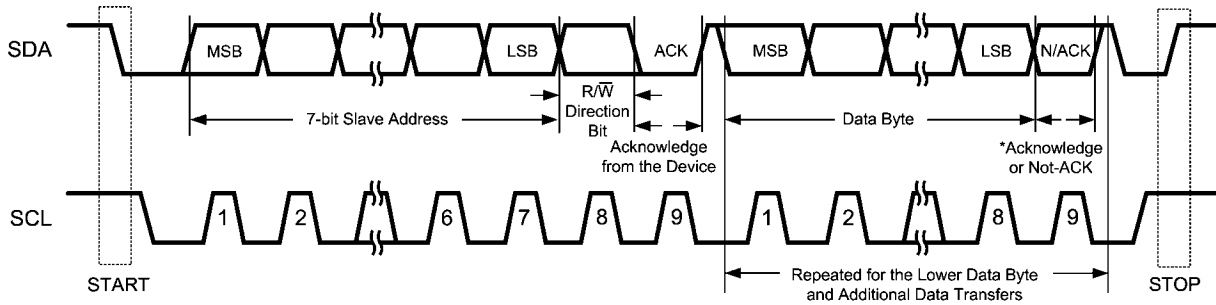 SDA
MSB
LSB
ACK
MSB
LSB
N/ACK
R/W̅
Direction
Bit
7-bit Slave Address
Data Byte
Acknowledge
from the Device
*Acknowledge
or Not-ACK
SCL
1 2 6 7 8 9 1 2 8 9
START
Repeated for the Lower Data Byte
and Additional Data Transfers
STOP